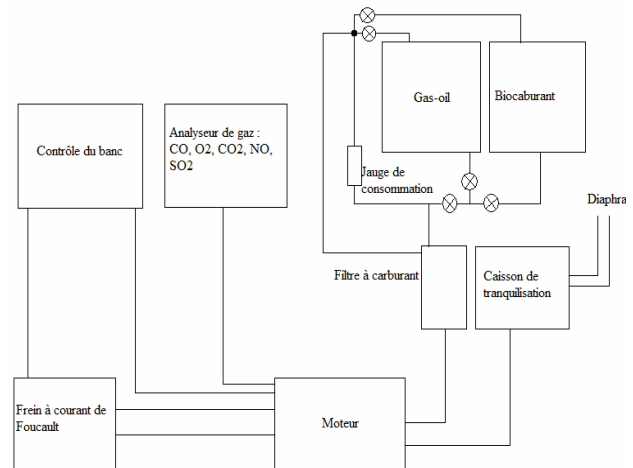 Gas-oil
Biocaburant
Contrôle du banc
Analyseur de gaz :
CO, O2, CO2, NO,
SO2
Jauge de
consommation
Diaphra
Filtre à carburant
Caisson de
tranquilisation
Frein à courant de
Foucault
Moteur